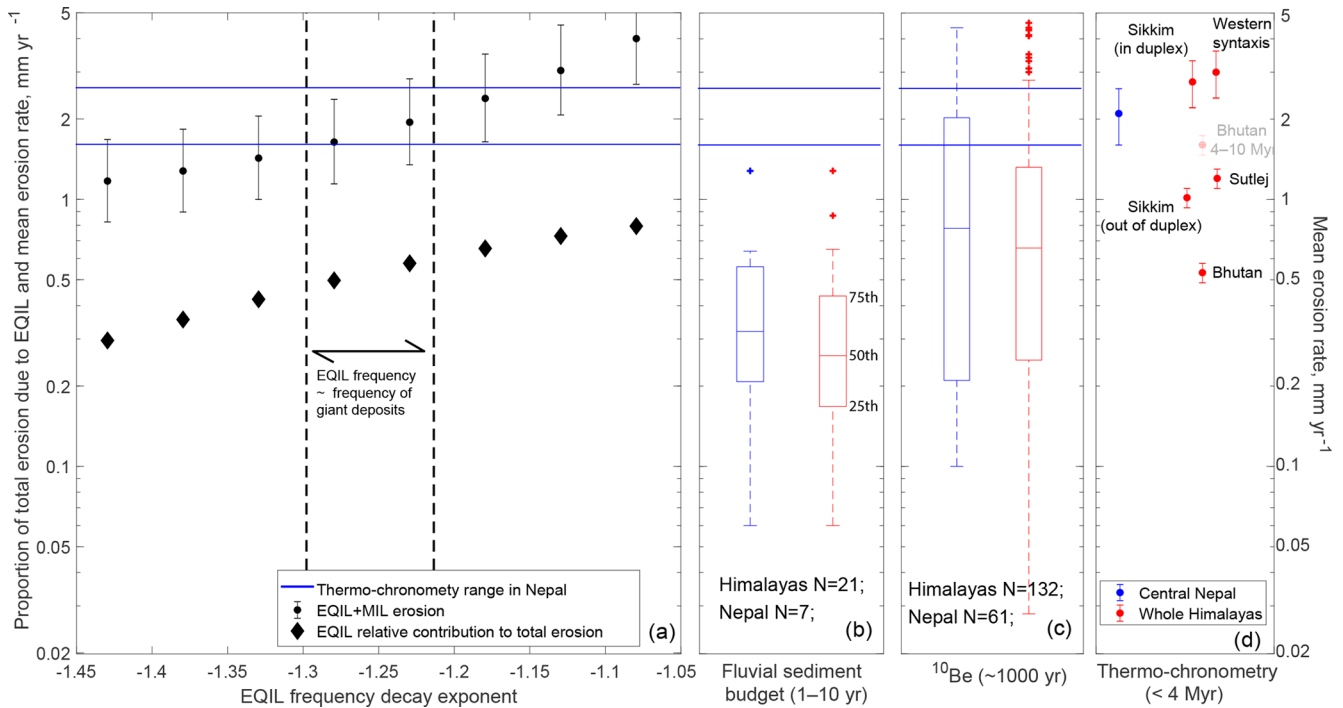 Proportion of total erosion due to EQIL and mean erosion rate, mm yr -1
5
2
1
0.5
0.2
0.1
0.05
0.02
-1.45
-1.4
-1.35
-1.3
-1.25
-1.2
-1.15
-1.1
-1.05
EQIL frequency decay exponent
EQIL frequency
~ frequency of
giant deposits
Thermo-chronomety range in Nepal
EQIL+MIL erosion
EQIL relative contribution to total erosion
(a)
75th
50th
25th
Himalayas N=21;
Nepal N=7;
(b)
Fluvial sediment
budget (1–10 yr)
Himalayas N=132;
Nepal N=61;
(c)
10Be (~1000 yr)
Sikkim
(in duplex)
Western
syntaxis
Bhutan
4–10 Myr
Sutlej
Sikkim
(out of duplex)
Bhutan
Central Nepal
Whole Himalayas
(d)
Thermo-chronometry
(< 4 Myr)
5
2
1
0.5
0.2
0.1
0.05
0.02
Mean erosion rate, mm yr-1